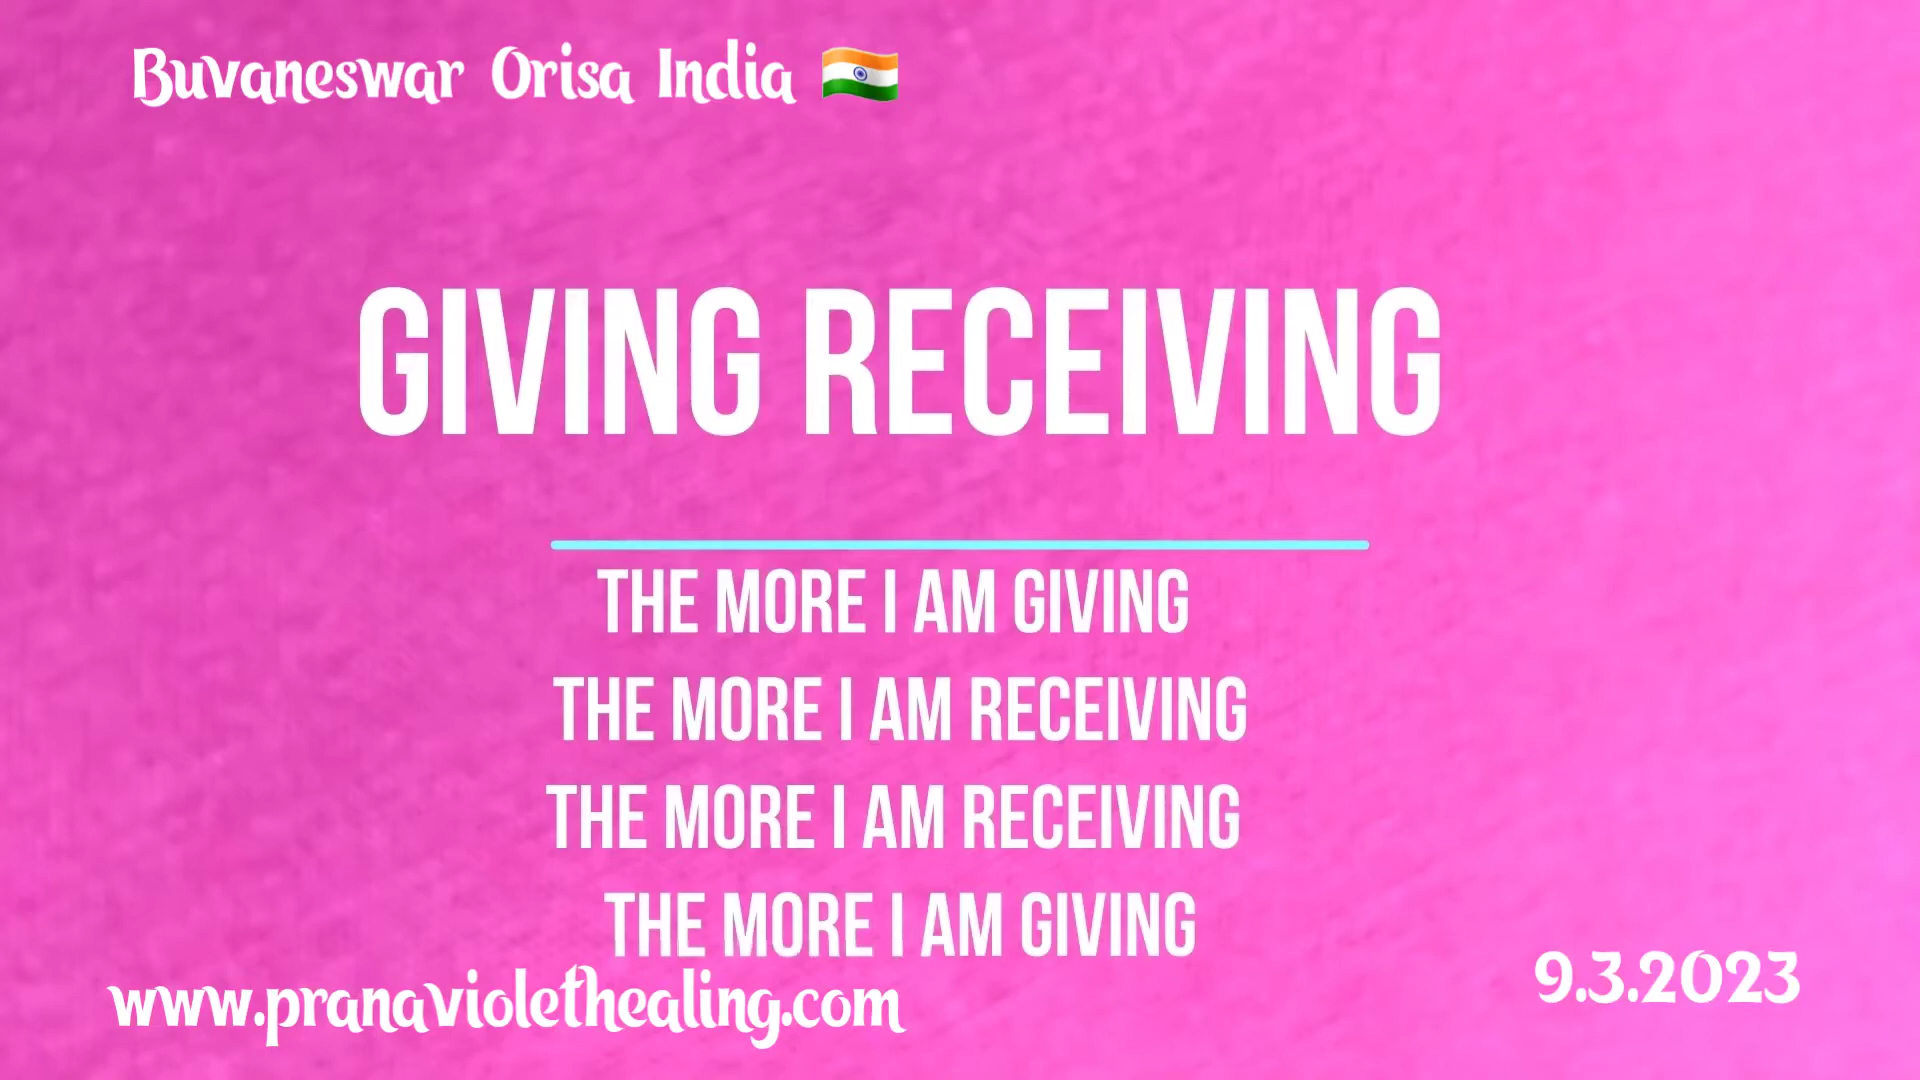 Buvaneswar Orisa India 🇮🇳
GIVING RECEIVING
THE MORE I AM GIVING
THE MORE I AM RECEIVING
THE MORE I AM RECEIVING
THE MORE I AM GIVING
www.pranaviolethealing.com
9.3.2023